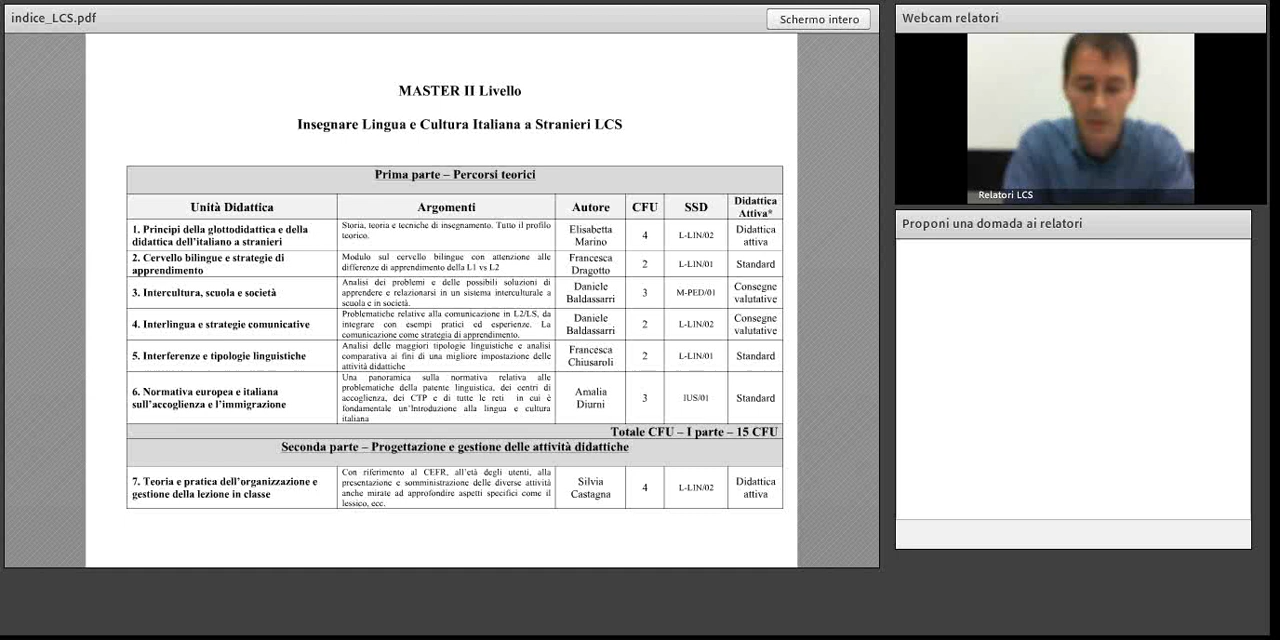 indice_LCS.pdf
Schermo intero
MASTER II Livello
Insegnare Lingua e Cultura Italiana a Stranieri LCS
Prima parte – Percorsi teorici
Unità Didattica
Argomenti
Autore
CFU
SSD
Didattica
Attiva*
1. Principi della glottodidattica e della
didattica dell'italiano a stranieri
Storia, teoria e tecniche di insegnamento. Tutto il profilo
teorico.
Elisabetta
Marino
4
L-LIN/02
Didattica
attiva
2. Cervello bilingue e strategie di
apprendimento
Modulo sul cervello bilingue con attenzione alle
differenze di apprendimento della L1 vs L2
Francesca
Dragotto
2
L-LIN/01
Standard
3. Intercultura, scuola e società
Analisi dei problemi e delle possibili soluzioni di
apprendere e relazionarsi in un sistema interculturale a
scuola e in società.
Daniele
Baldassarri
3
M-PED/01
Consegne
valutative
4. Interlingua e strategie comunicative
Problematiche relative alla comunicazione in L2/LS, da
integrare con esempi pratici ed esperienze. La
comunicazione come strategia di apprendimento.
Daniele
Baldassarri
2
L-LIN/02
Consegne
valutative
5. Interferenze e tipologie linguistiche
Analisi delle maggiori tipologie linguistiche e analisi
comparativa ai fini di una migliore impostazione delle
attività didattiche
Francesca
Chiusaroli
2
L-LIN/01
Standard
6. Normativa europea e italiana
sull'accoglienza e l'immigrazione
Una panoramica sulla normativa relativa alle
problematiche della patente linguistica, dei centri di
accoglienza, dei CTP e di tutte le reti in cui è
fondamentale un'Introduzione alla lingua e cultura
italiana
Amalia
Diurni
3
IUS/01
Standard
Totale CFU – I parte – 15 CFU
Seconda parte – Progettazione e gestione delle attività didattiche
7. Teoria e pratica dell'organizzazione e
gestione della lezione in classe
Con riferimento al CEFR, all'età degli utenti, alla
presentazione e somministrazione delle diverse attività
anche mirate ad approfondire aspetti specifici come il
lessico, ecc.
Silvia
Castagna
4
L-LIN/02
Didattica
attiva
Webcam relatori
Relatori LCS
Proponi una domada ai relatori